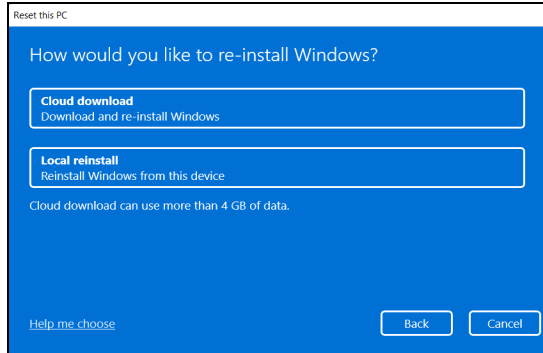 Reset this PC
How would you like to re-install Windows?
Cloud download
Download and re-install Windows
Local reinstall
Reinstall Windows from this device
Cloud download can use more than 4 GB of data.
Help me choose
Back
Cancel